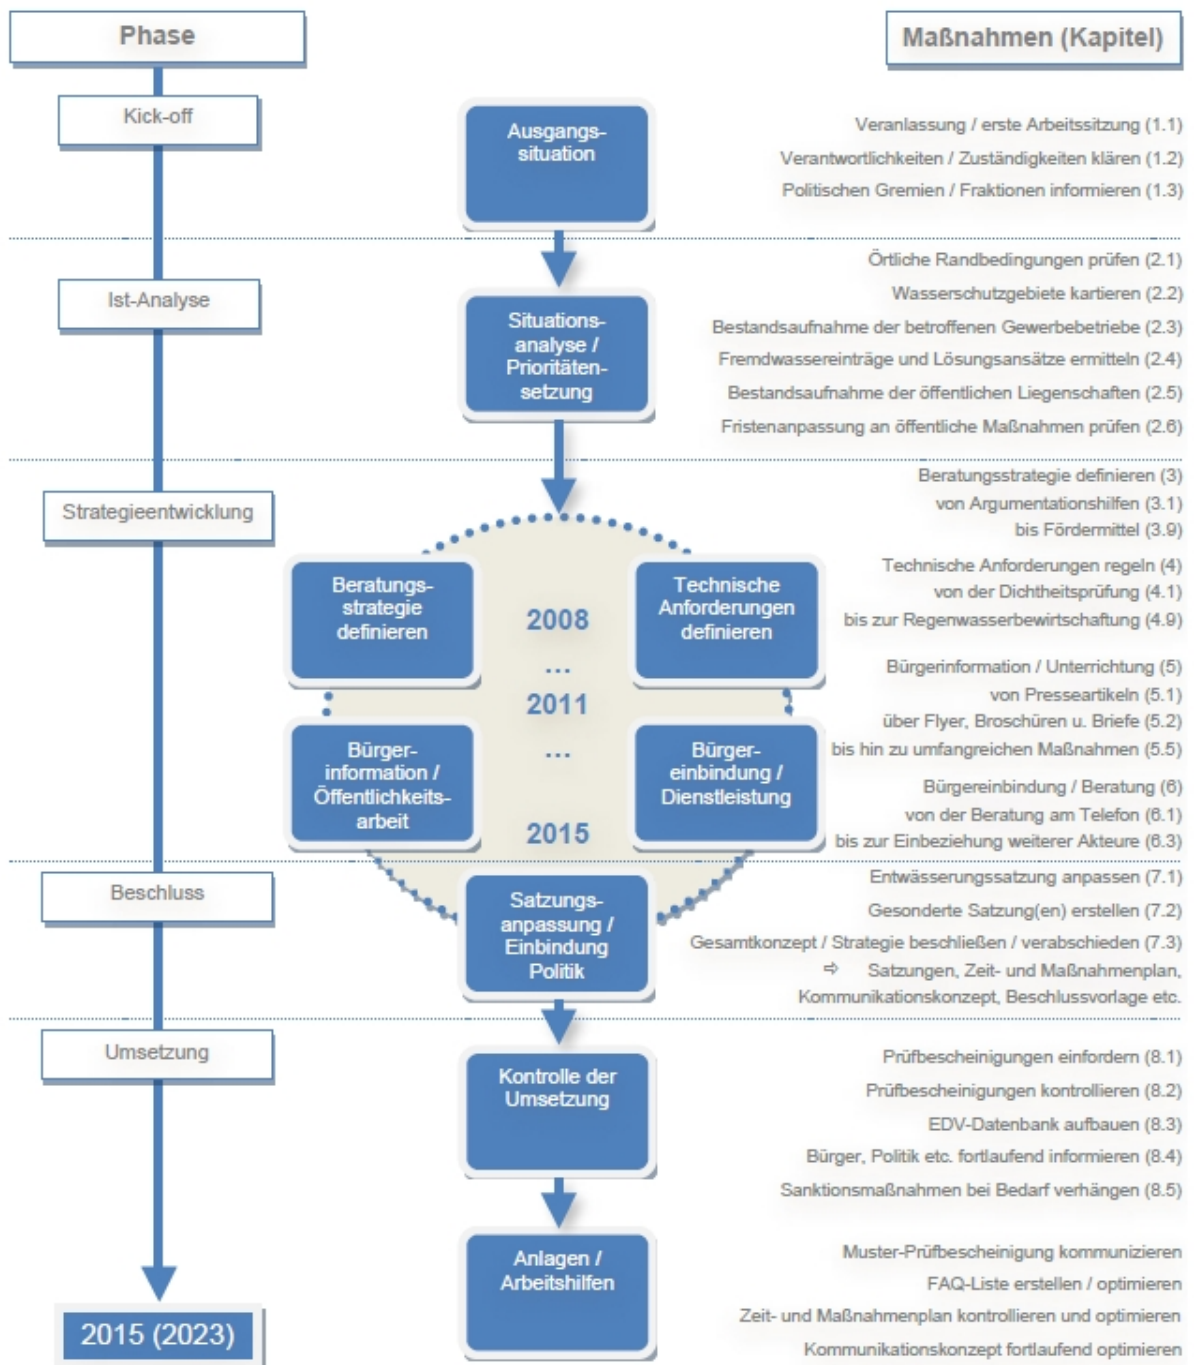 Phase
Maßnahmen (Kapitel)
Kick-off
Ausgangs-
situation
Veranlassung / erste Arbeitssitzung (1.1)
Verantwortlichkeiten / Zuständigkeiten klären (1.2)
Politischen Gremien / Fraktionen informieren (1.3)
Ist-Analyse
Situations-
analyse /
Prioritäten-
setzung
Örtliche Randbedingungen prüfen (2.1)
Wasserschutzgebiete kartieren (2.2)
Bestandsaufnahme der betroffenen Gewerbebetriebe (2.3)
Fremdwassereinträge und Lösungsansätze ermitteln (2.4)
Bestandsaufnahme der öffentlichen Liegenschaften (2.5)
Fristenanpassung an öffentliche Maßnahmen prüfen (2.6)
Strategieentwicklung
Beratungs-
strategie
definieren
Technische
Anforderungen
definieren
2008
...
2011
...
2015
Bürger-
information /
Öffentlichkeits-
arbeit
Bürger-
einbindung /
Dienstleistung
Beratungsstrategie definieren (3)
von Argumentationshilfen (3.1)
bis Fördermittel (3.9)
Technische Anforderungen regeln (4)
von der Dichtheitsprüfung (4.1)
bis zur Regenwasserbewirtschaftung (4.9)
Bürgerinformation / Unterrichtung (5)
von Presseartikeln (5.1)
über Flyer, Broschüren u. Briefe (5.2)
bis hin zu umfangreichen Maßnahmen (5.5)
Bürgereinbindung / Beratung (6)
von der Beratung am Telefon (6.1)
bis zur Einbeziehung weiterer Akteure (6.3)
Beschluss
Satzungs-
anpassung /
Einbindung
Politik
Entwässerungssatzung anpassen (7.1)
Gesonderte Satzung(en) erstellen (7.2)
Gesamtkonzept / Strategie beschließen / verabschieden (7.3)
⇨ Satzungen, Zeit- und Maßnahmenplan,
Kommunikationskonzept, Beschlussvorlage etc.
Umsetzung
Kontrolle der
Umsetzung
Prüfbescheinigungen einfordern (8.1)
Prüfbescheinigungen kontrollieren (8.2)
EDV-Datenbank aufbauen (8.3)
Bürger, Politik etc. fortlaufend informieren (8.4)
Sanktionsmaßnahmen bei Bedarf verhängen (8.5)
Anlagen /
Arbeitshilfen
Muster-Prüfbescheinigung kommunizieren
FAQ-Liste erstellen / optimieren
Zeit- und Maßnahmenplan kontrollieren und optimieren
Kommunikationskonzept fortlaufend optimieren
2015 (2023)